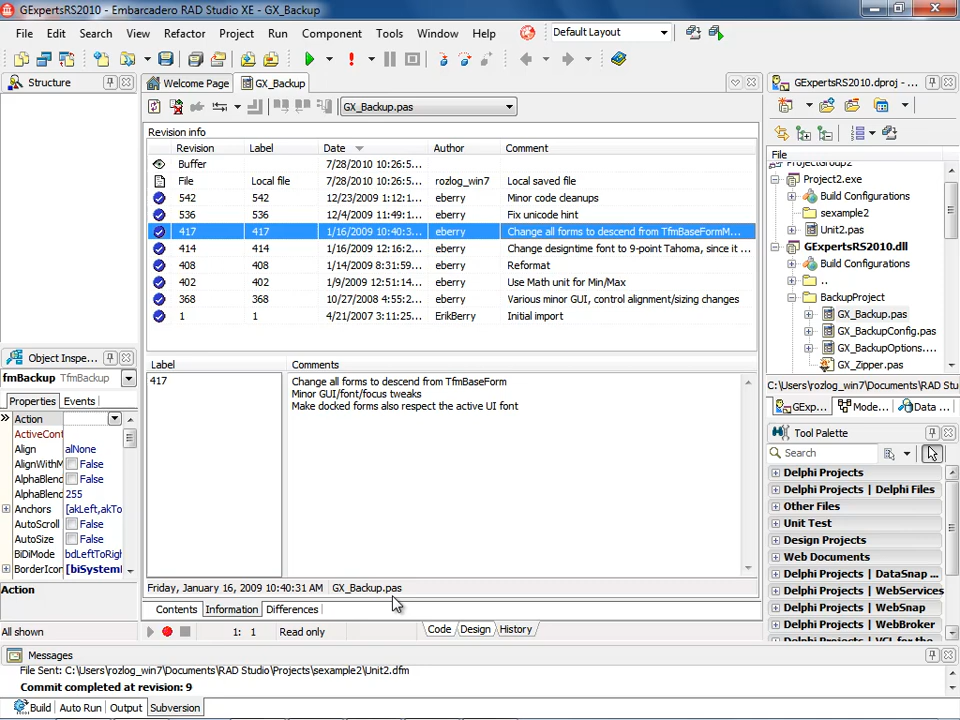 GExpertsRS2010 - Embarcadero RAD Studio XE - GX_Backup
File Edit Search View Refactor Project Run Component Tools Window Help Default Layout
Structure
Welcome Page GX_Backup
GExpertsRS2010.dproj - ...
GX_Backup.pas
Revision info
Revision Label Date Author Comment
Buffer 7/28/2010 10:26:5...
File Local file 7/28/2010 10:26:5... rozlog_win7 Local saved file
542 542 12/23/2009 1:12:1... eberry Minor code cleanups
536 536 12/4/2009 11:49:1... eberry Fix unicode hint
417 417 1/16/2009 10:40:3... eberry Change all forms to descend from TfmBaseFormM...
414 414 1/16/2009 12:16:2... eberry Change designtime font to 9-point Tahoma, since it ...
408 408 1/14/2009 8:31:59... eberry Reformat
402 402 1/9/2009 12:51:14... eberry Use Math unit for Min/Max
368 368 10/27/2008 4:55:2... eberry Various minor GUI, control alignment/sizing changes
1 1 4/21/2007 3:11:25... ErikBerry Initial import
Label Comments
417
Change all forms to descend from TfmBaseForm
Minor GUI/font/focus tweaks
Make docked forms also respect the active UI font
Friday, January 16, 2009 10:40:31 AM GX_Backup.pas
Contents Information Differences
1: 1 Read only Code Design History
Object Inspe...
fmBackup TfmBackup
Properties Events
Action
ActiveCont
Align alNone
AlignWithM False
AlphaBlend False
AlphaBlend 255
Anchors [akLeft,akTo
AutoScroll False
AutoSize False
BiDiMode bdLeftToRigh
BorderIcon [biSystemI
Action
All shown
File
ProjectGroup2
Project2.exe
Build Configurations
sexample2
Unit2.pas
GExpertsRS2010.dll
Build Configurations
..
BackupProject
GX_Backup.pas
GX_BackupConfig.pas
GX_BackupOptions....
GX_Zipper.pas
C:\Users\rozlog_win7\Documents\RAD Studio
GExp... Mode... Data ...
Tool Palette
Search
Delphi Projects
Delphi Projects | Delphi Files
Other Files
Unit Test
Design Projects
Web Documents
Delphi Projects | DataSnap ...
Delphi Projects | WebServices
Delphi Projects | WebSnap
Delphi Projects | WebBroker
Messages
File Sent: C:\Users\rozlog_win7\Documents\RAD Studio\Projects\sexample2\Unit2.dfm
Commit completed at revision: 9
Build Auto Run Output Subversion